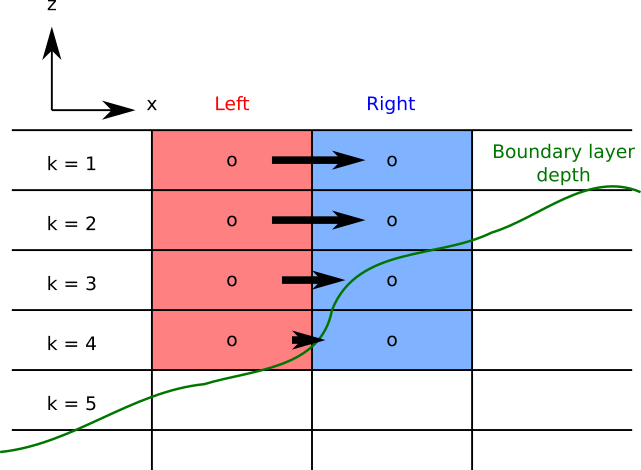 z
x
Left
Right
Boundary layer
depth
k = 1
o
o
k = 2
o
o
k = 3
o
o
k = 4
o
o
k = 5